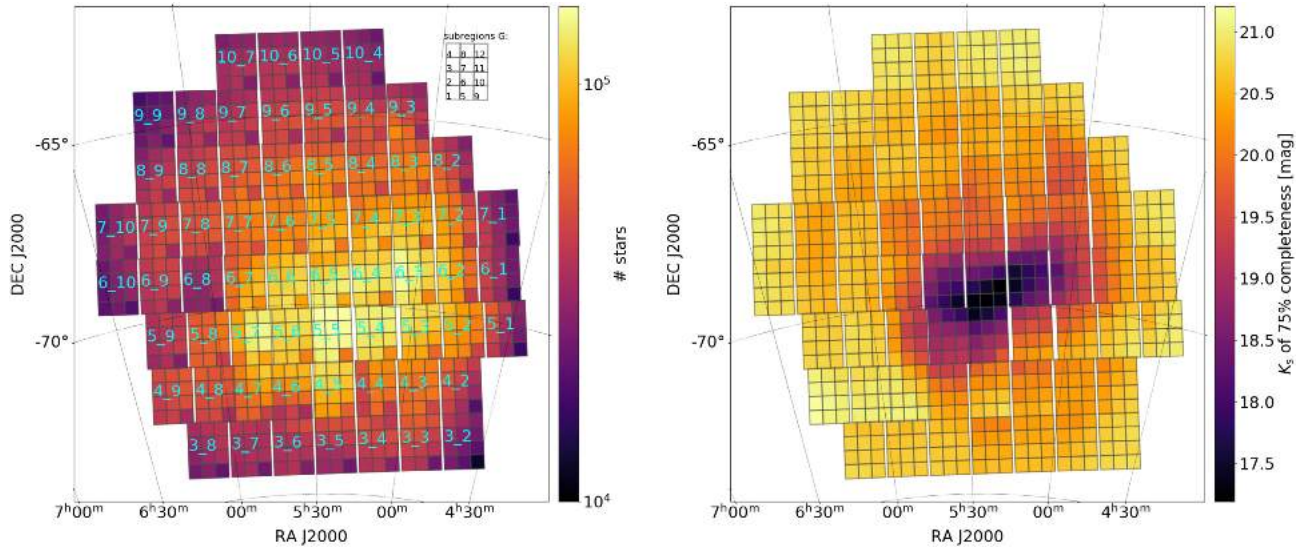 subregions G:
4 8 12
3 7 11
2 6 10
1 5 9
10_7 10_6 10_5 10_4
9_9 9_8 9_7 9_6 9_5 9_4 9_3
8_9 8_8 8_7 8_6 8_5 8_4 8_3 8_2
7_10 7_9 7_8 7_7 7_6 7_5 7_4 7_3 7_2 7_1
6_10 6_9 6_8 6_7 6_6 6_5 6_4 6_3 6_2 6_1
5_9 5_8 5_7 5_6 5_5 5_4 5_3 5_2 5_1
4_9 4_8 4_7 4_6 4_5 4_4 4_3 4_2
3_8 3_7 3_6 3_5 3_4 3_3 3_2
-65°
-70°
DEC J2000
7ʰ00ᵐ 6ʰ30ᵐ 00ᵐ 5ʰ30ᵐ 00ᵐ 4ʰ30ᵐ
RA J2000
10⁵
10⁴
# stars
-65°
-70°
DEC J2000
7ʰ00ᵐ 6ʰ30ᵐ 00ᵐ 5ʰ30ᵐ 00ᵐ 4ʰ30ᵐ
RA J2000
21.0
20.5
20.0
19.5
19.0
18.5
18.0
17.5
Kₛ of 75% completeness [mag]